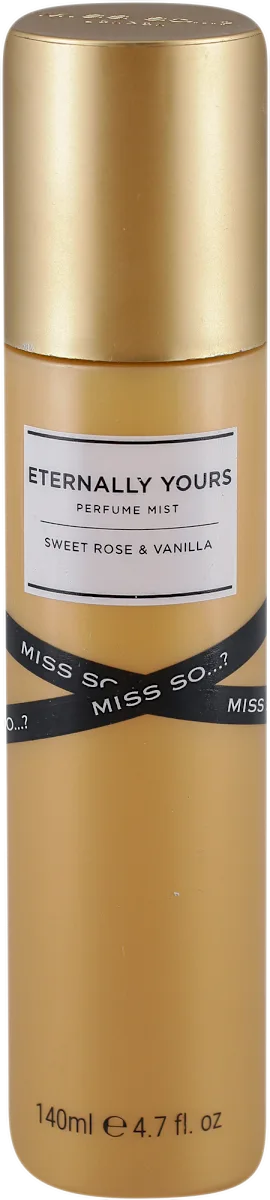 ETERNALLY YOURS
PERFUME MIST
SWEET ROSE & VANILLA
MISS SO
MISS SO...?
MISS
O...?
140ml ℮ 4.7 fl. oz